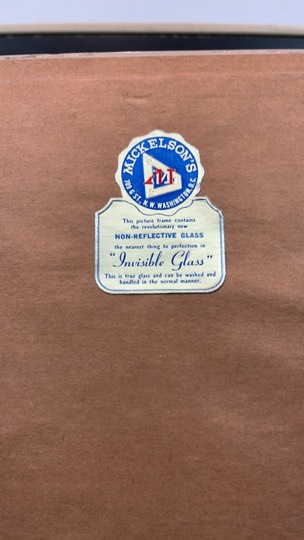 MICKELSON'S
709 G ST. N.W. WASHINGTON, D.C.
This picture frame contains
the revolutionary new
NON-REFLECTIVE GLASS
the nearest thing to perfection in
"Invisible Glass"
This is true glass and can be washed and
handled in the normal manner.